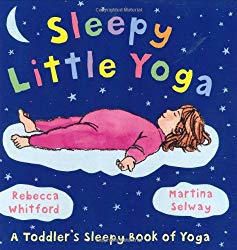 Sleepy
Little Yoga
Rebecca
Whitford
Martina
Selway
A Toddler's Sleepy Book of Yoga